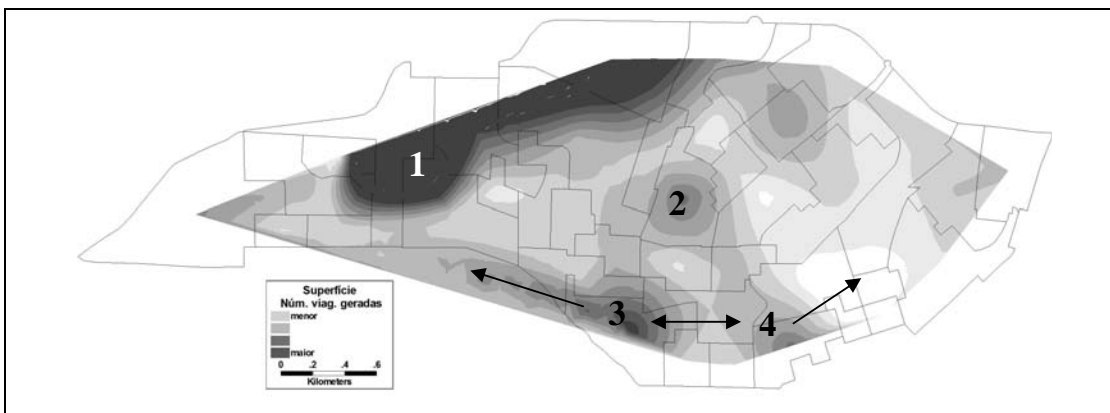 1
2
3
4
Superfície
Núm. viag. geradas
menor
maior
0 .2 .4 .6
Kilometers